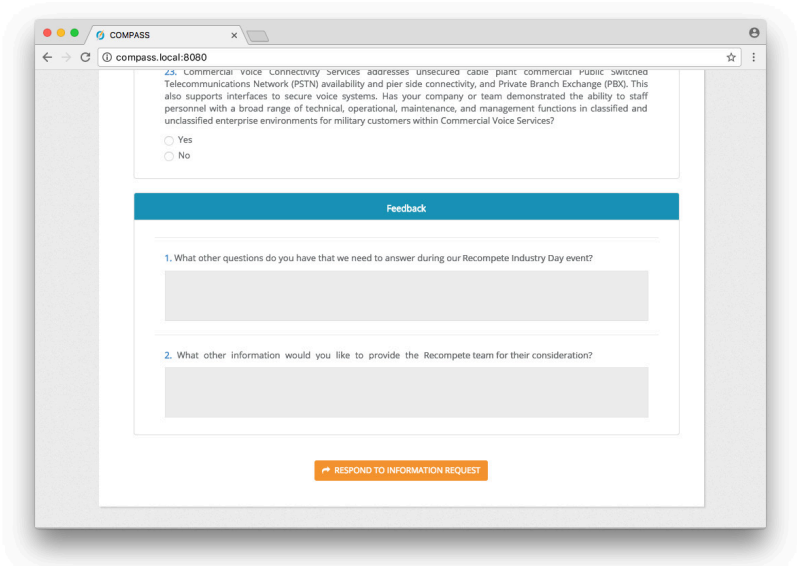 COMPASS
compass.local:8080
23. Commercial Voice Connectivity Services addresses unsecured cable plant commercial Public Switched
Telecommunications Network (PSTN) availability and pier side connectivity, and Private Branch Exchange (PBX). This
also supports interfaces to secure voice systems. Has your company or team demonstrated the ability to staff
personnel with a broad range of technical, operational, maintenance, and management functions in classified and
unclassified enterprise environments for military customers within Commercial Voice Services?
Yes
No
Feedback
1. What other questions do you have that we need to answer during our Recompete Industry Day event?
2. What other information would you like to provide the Recompete team for their consideration?
RESPOND TO INFORMATION REQUEST